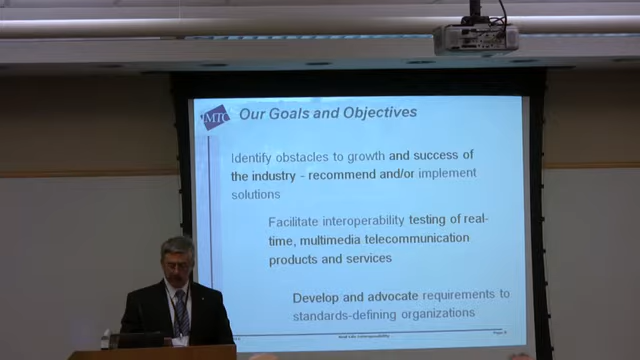 MTC
Our Goals and Objectives
Identify obstacles to growth and success of
the industry - recommend and/or implement
solutions
Facilitate interoperability testing of real-
time, multimedia telecommunication
products and services
Develop and advocate requirements to
standards-defining organizations